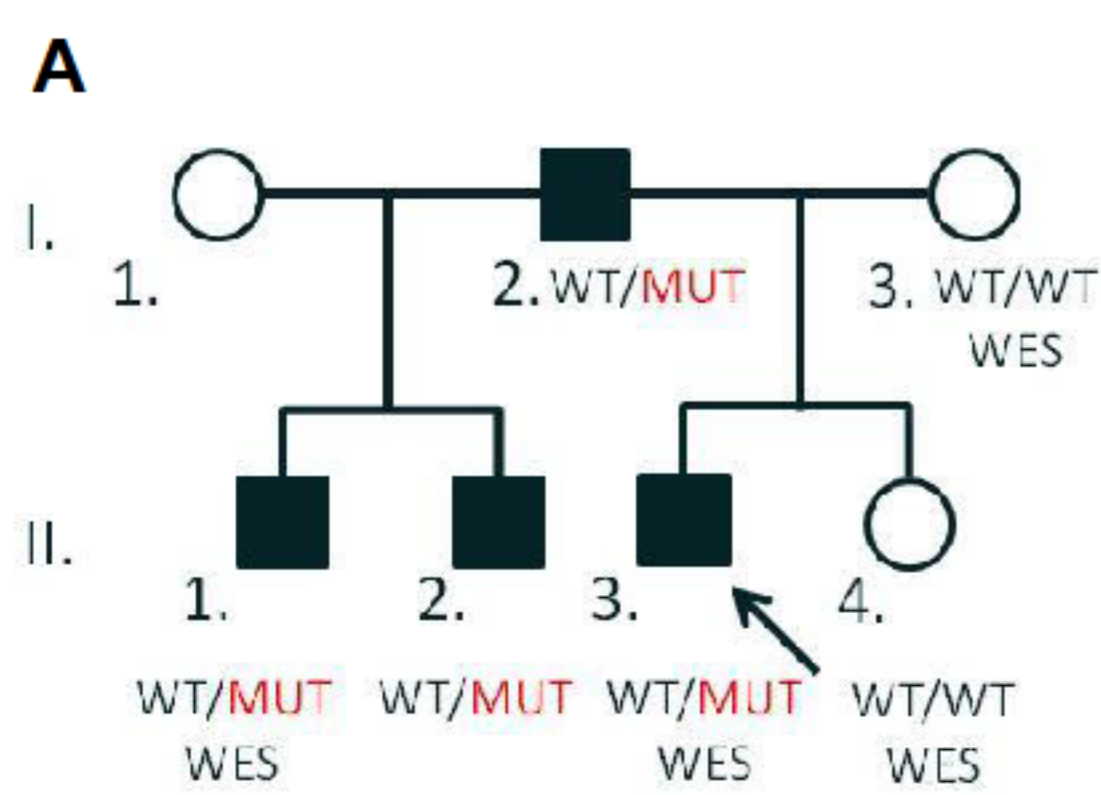 A
I.
1.
2. WT/MUT
3. WT/WT
WES
II.
1.
2.
3.
4.
WT/MUT
WT/MUT
WT/MUT
WT/WT
WES
WES
WES